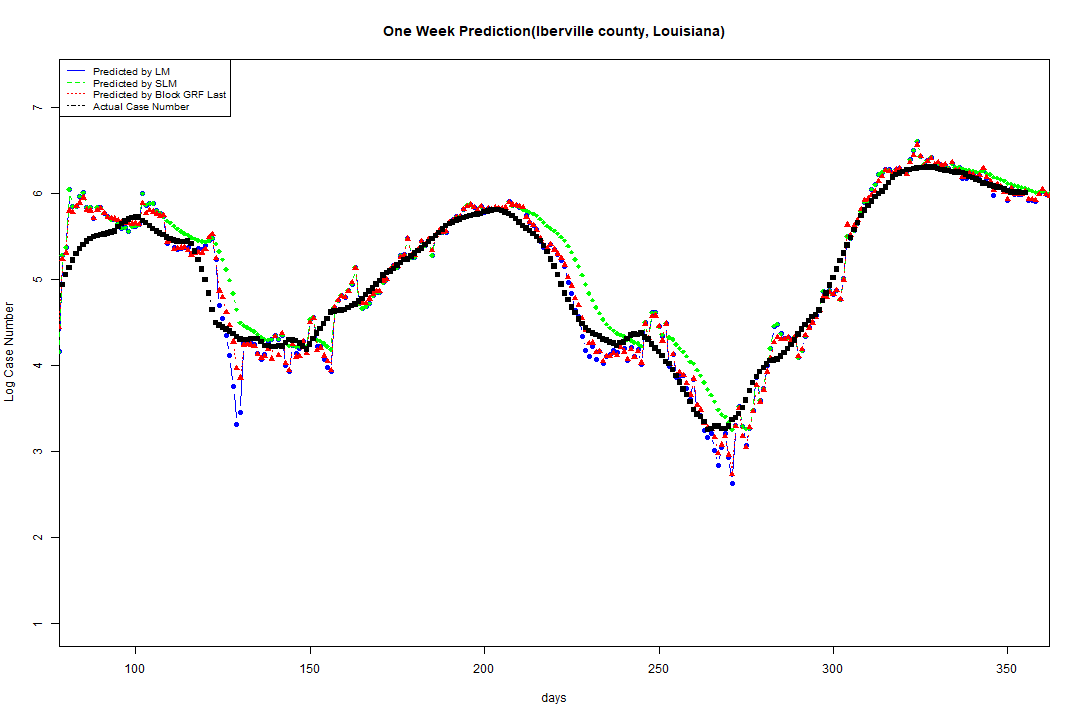 One Week Prediction(Iberville county, Louisiana)
Predicted by LM
Predicted by SLM
Predicted by Block GRF Last
Actual Case Number
7
6
5
4
3
2
1
Log Case Number
100 150 200 250 300 350
days